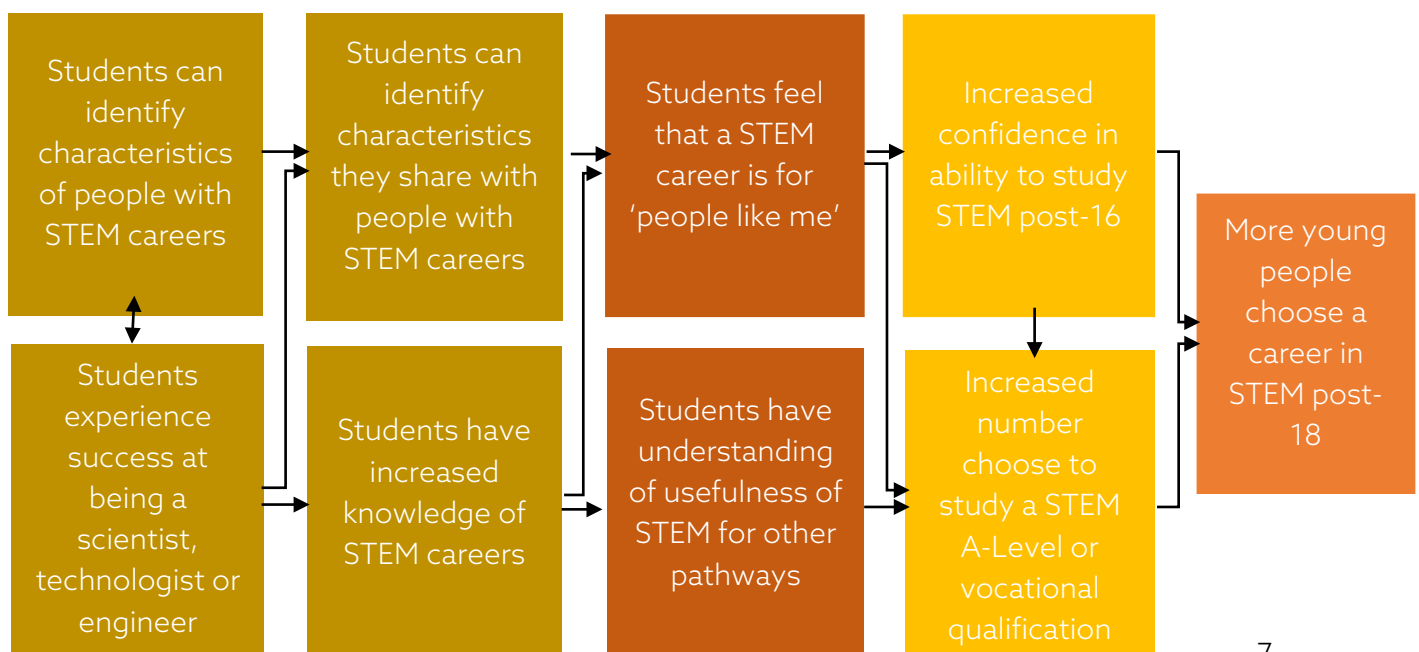 Students can
identify
characteristics
of people with
STEM careers
Students can
identify
characteristics
they share with
people with
STEM careers
Students feel
that a STEM
career is for
‘people like me’
Increased
confidence in
ability to study
STEM post-16
More young
people
choose a
career in
STEM post-
18
Students
experience
success at
being a
scientist,
technologist or
engineer
Students have
increased
knowledge of
STEM careers
Students have
understanding
of usefulness of
STEM for other
pathways
Increased
number
choose to
study a STEM
A-Level or
vocational
qualification
7